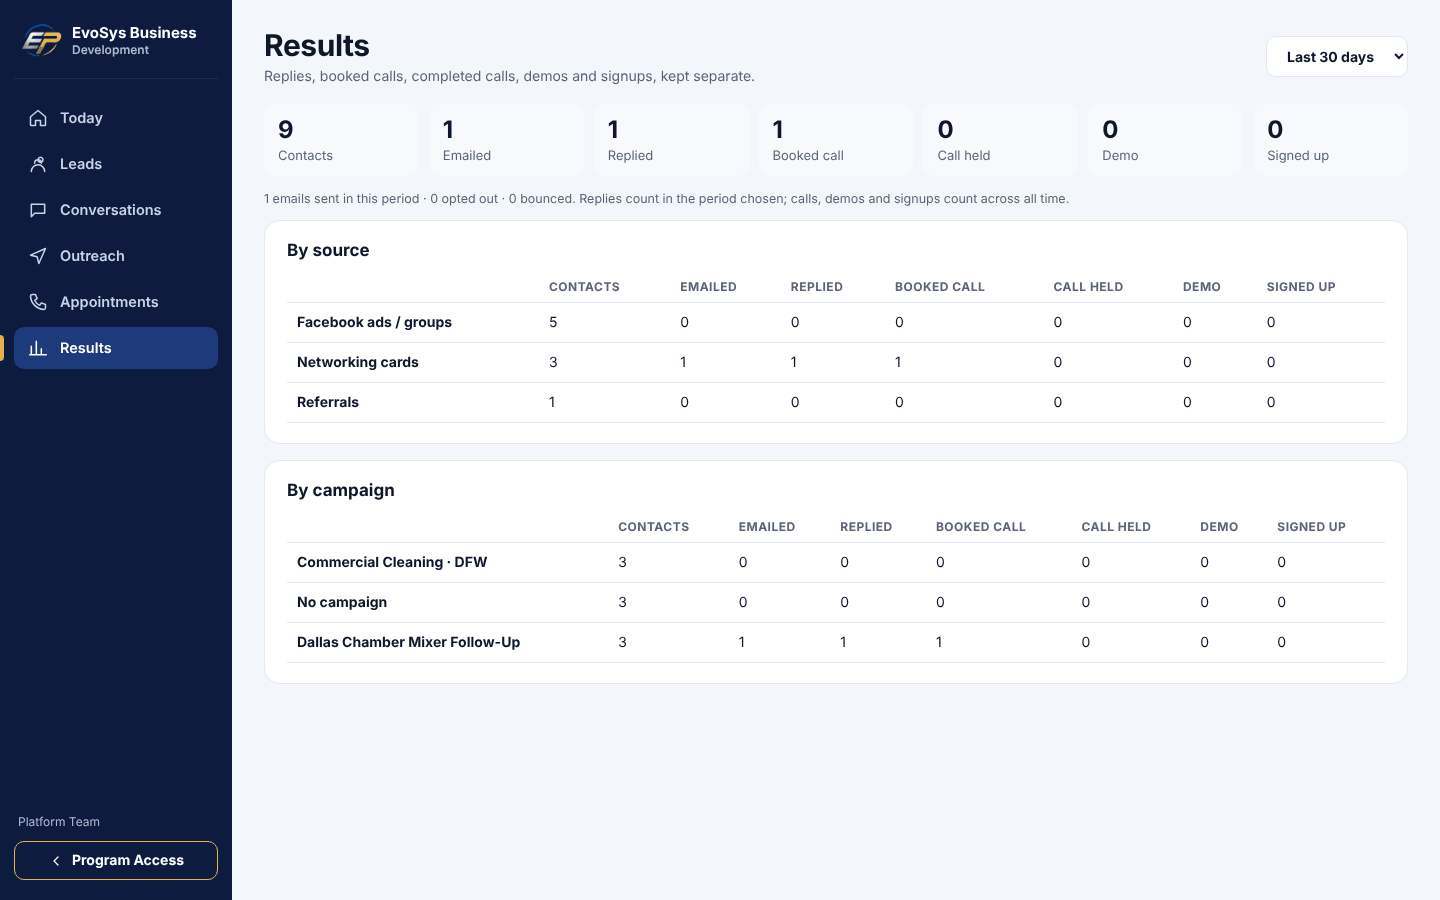 EP
EvoSys Business
Development
Today
Leads
Conversations
Outreach
Appointments
Results
Platform Team
Program Access
Results
Replies, booked calls, completed calls, demos and signups, kept separate.
Last 30 days
9
Contacts
1
Emailed
1
Replied
1
Booked call
0
Call held
0
Demo
0
Signed up
1 emails sent in this period · 0 opted out · 0 bounced. Replies count in the period chosen; calls, demos and signups count across all time.
By source
CONTACTS EMAILED REPLIED BOOKED CALL CALL HELD DEMO SIGNED UP
Facebook ads / groups 5 0 0 0 0 0 0
Networking cards 3 1 1 1 0 0 0
Referrals 1 0 0 0 0 0 0
By campaign
CONTACTS EMAILED REPLIED BOOKED CALL CALL HELD DEMO SIGNED UP
Commercial Cleaning · DFW 3 0 0 0 0 0 0
No campaign 3 0 0 0 0 0 0
Dallas Chamber Mixer Follow-Up 3 1 1 1 0 0 0